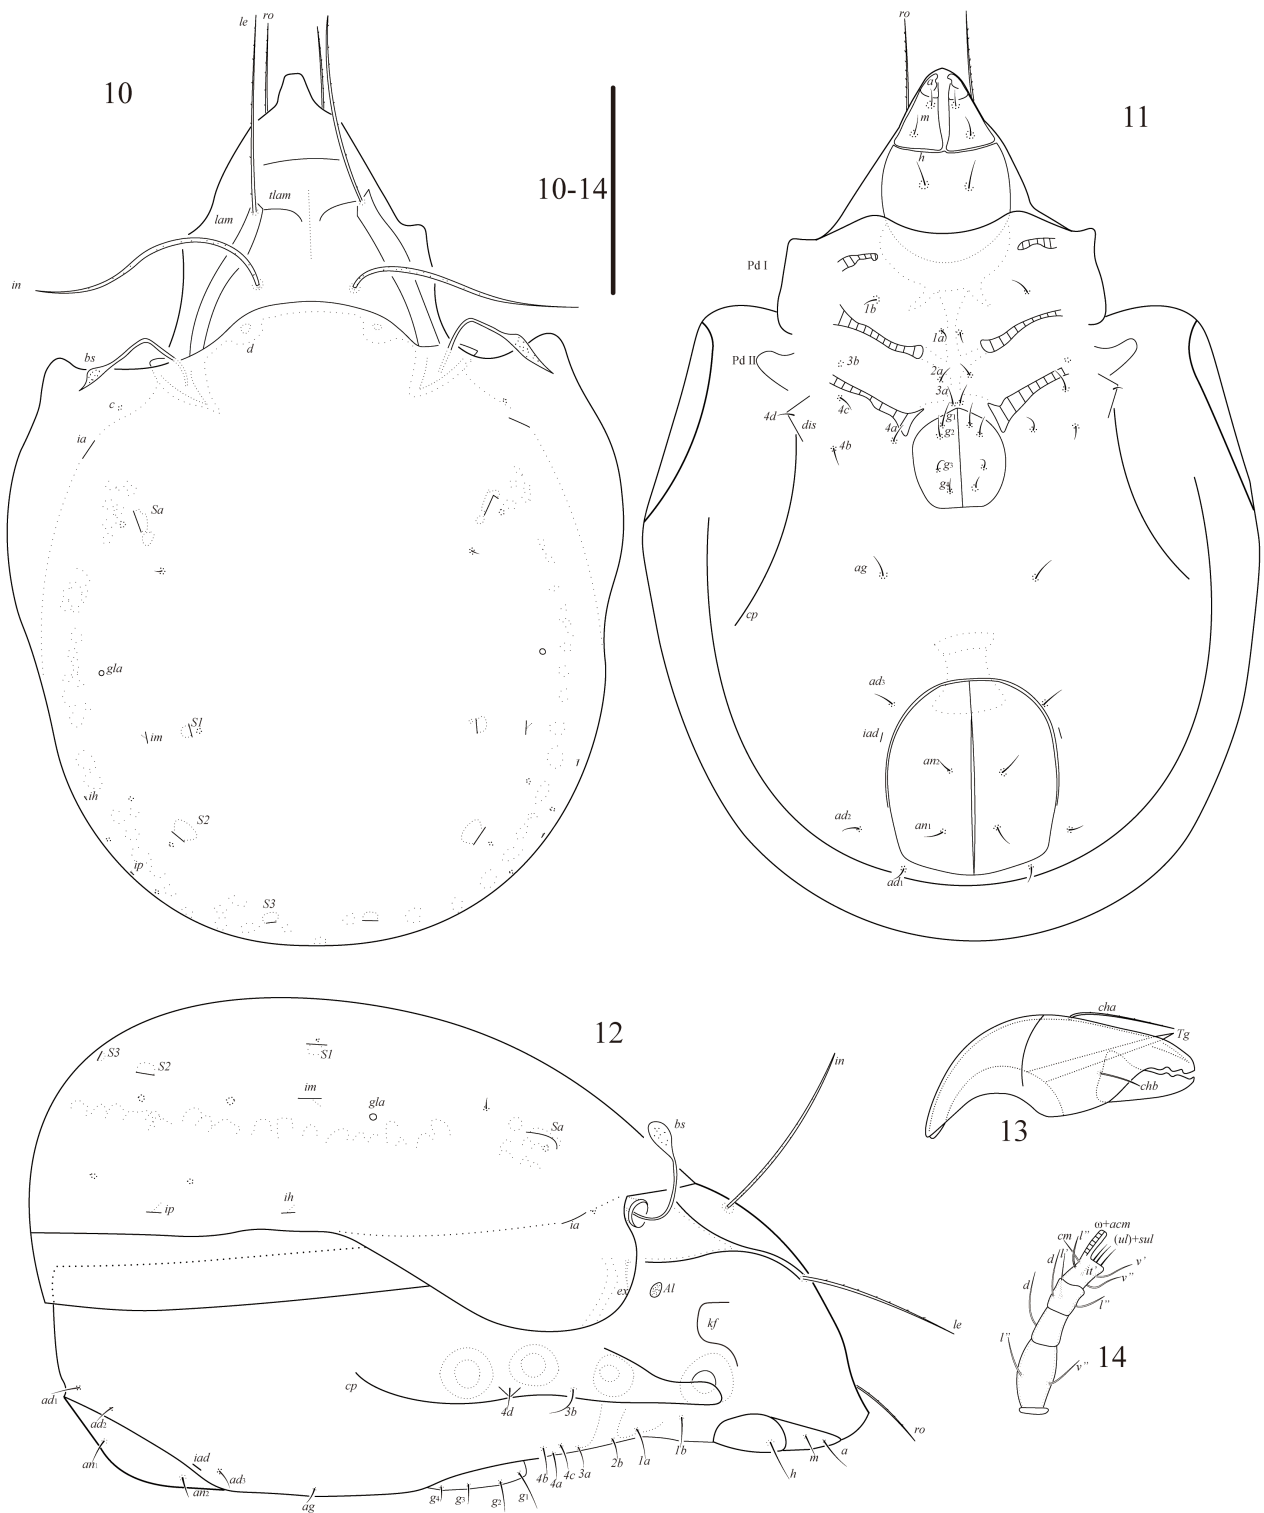 le ro
10
tlam
lam
10-14
in
bs
d
c
ia
Sa
gla
im
S1
ih
S2
ip
S3
ro
11
a
m
h
Pd I
1b
1a
Pd II
3b
2a
3a
4c
4d
dis
4a
g1
g2
4b
g3
g4
ag
cp
ad3
iad
an2
ad2
an1
ad1
12
S3
S2
S1
im
gla
Sa
bs
in
ip
ih
ia
ex
Al
kf
le
cp
4d
3b
ro
ad1
ad2
an1
iad
an2
ad3
ag
g4
g3
g2
g1
4b
4a
4c
3a
2b
1a
1b
h
m
a
cha
Tg
chb
13
ω+acm
cm
l''
(ul)+sul
d
l'
it'
v'
v''
d
l''
l''
v''
14